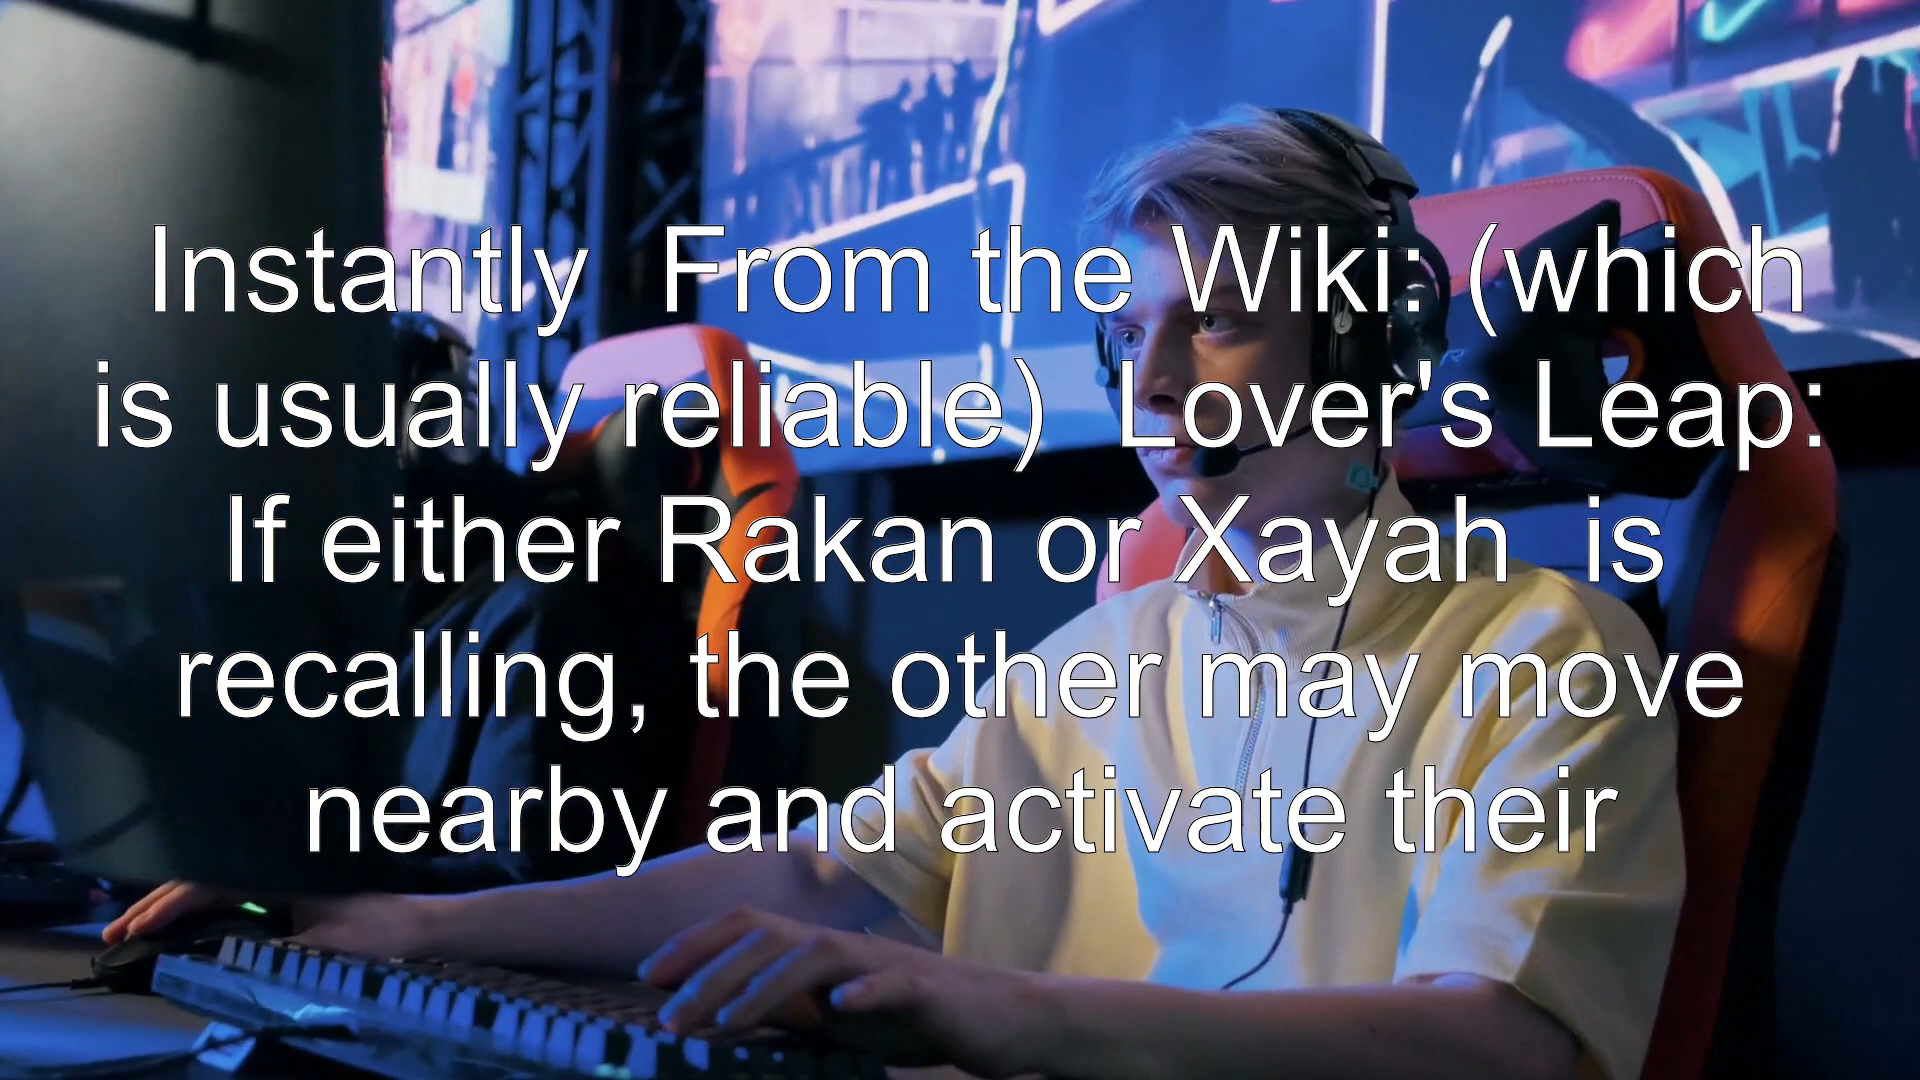 Instantly  From the Wiki: (which
is usually reliable)  Lover's Leap:
If either Rakan or Xayah  is
recalling, the other may move
nearby and activate their